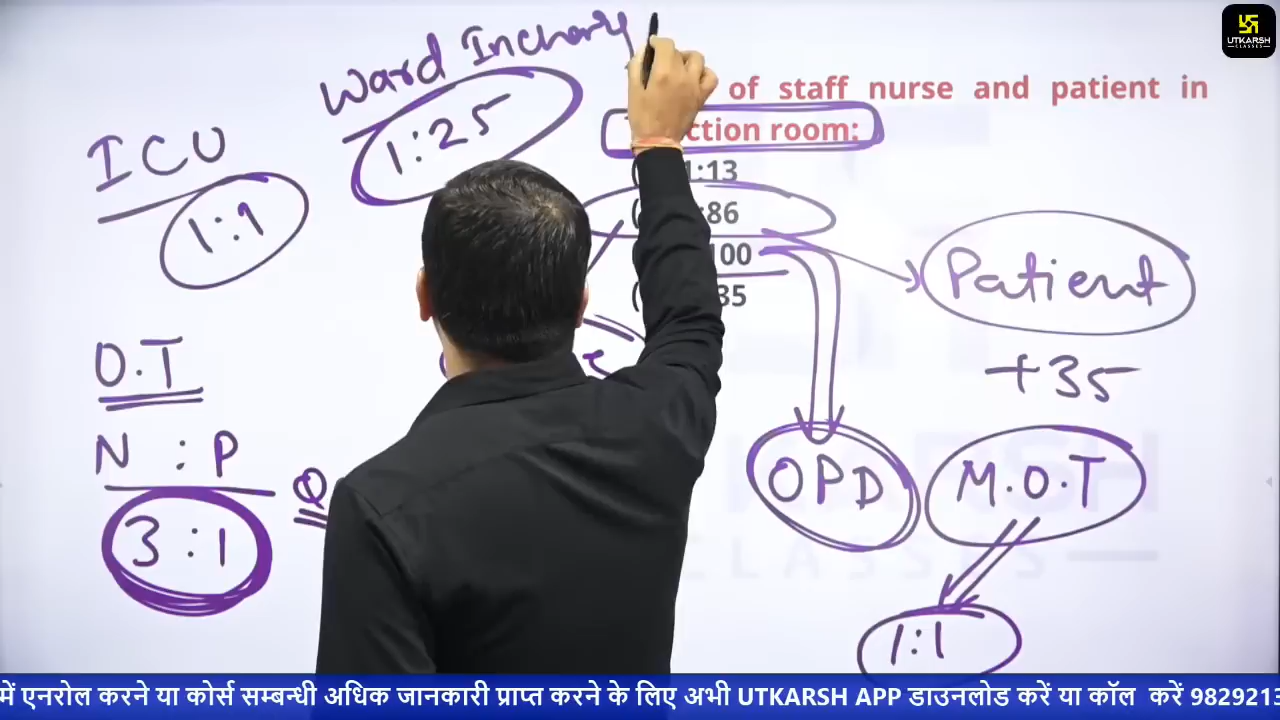 Ward Incharge
1:25
ICU
1:1
of staff nurse and patient in
ction room:
1:13
:86
100
35
Patient
+35
O.T
N : P
3:1
Q
OPD
M.O.T
1:1
UTKARSH
CLASSES
में एनरोल करने या कोर्स सम्बन्धी अधिक जानकारी प्राप्त करने के लिए अभी UTKARSH APP डाउनलोड करें या कॉल करें 9829213